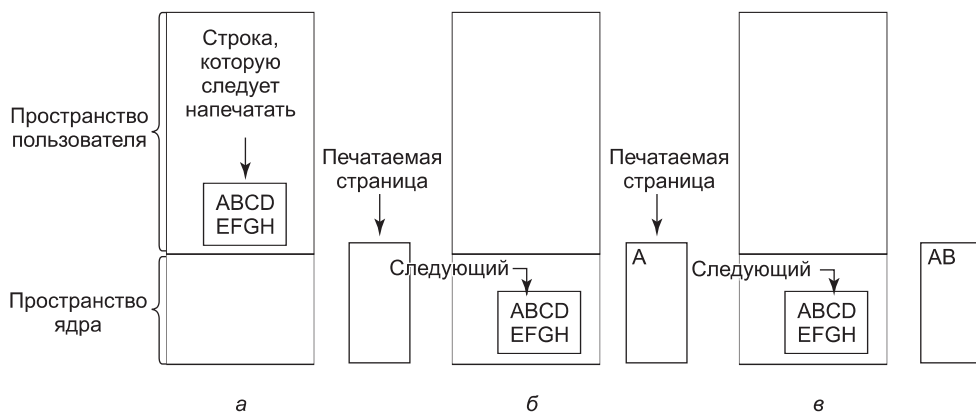 Строка,
которую
следует
напечатать
Пространство
пользователя
ABCD
EFGH
Печатаемая
страница
Печатаемая
страница
Пространство
ядра
Следующий
ABCD
EFGH
A
Следующий
ABCD
EFGH
AB
а
б
в